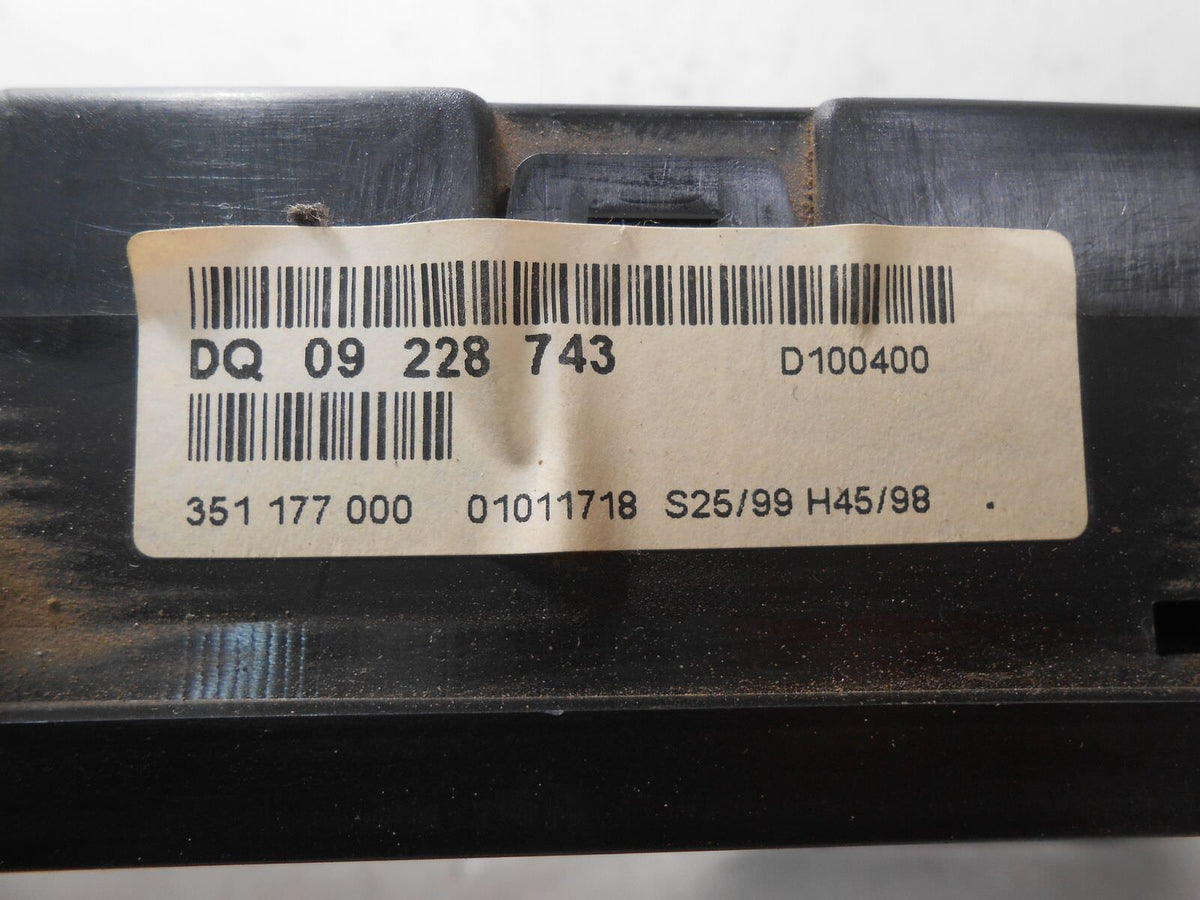 DQ 09 228 743 D100400
351 177 000 01011718 S25/99 H45/98 .